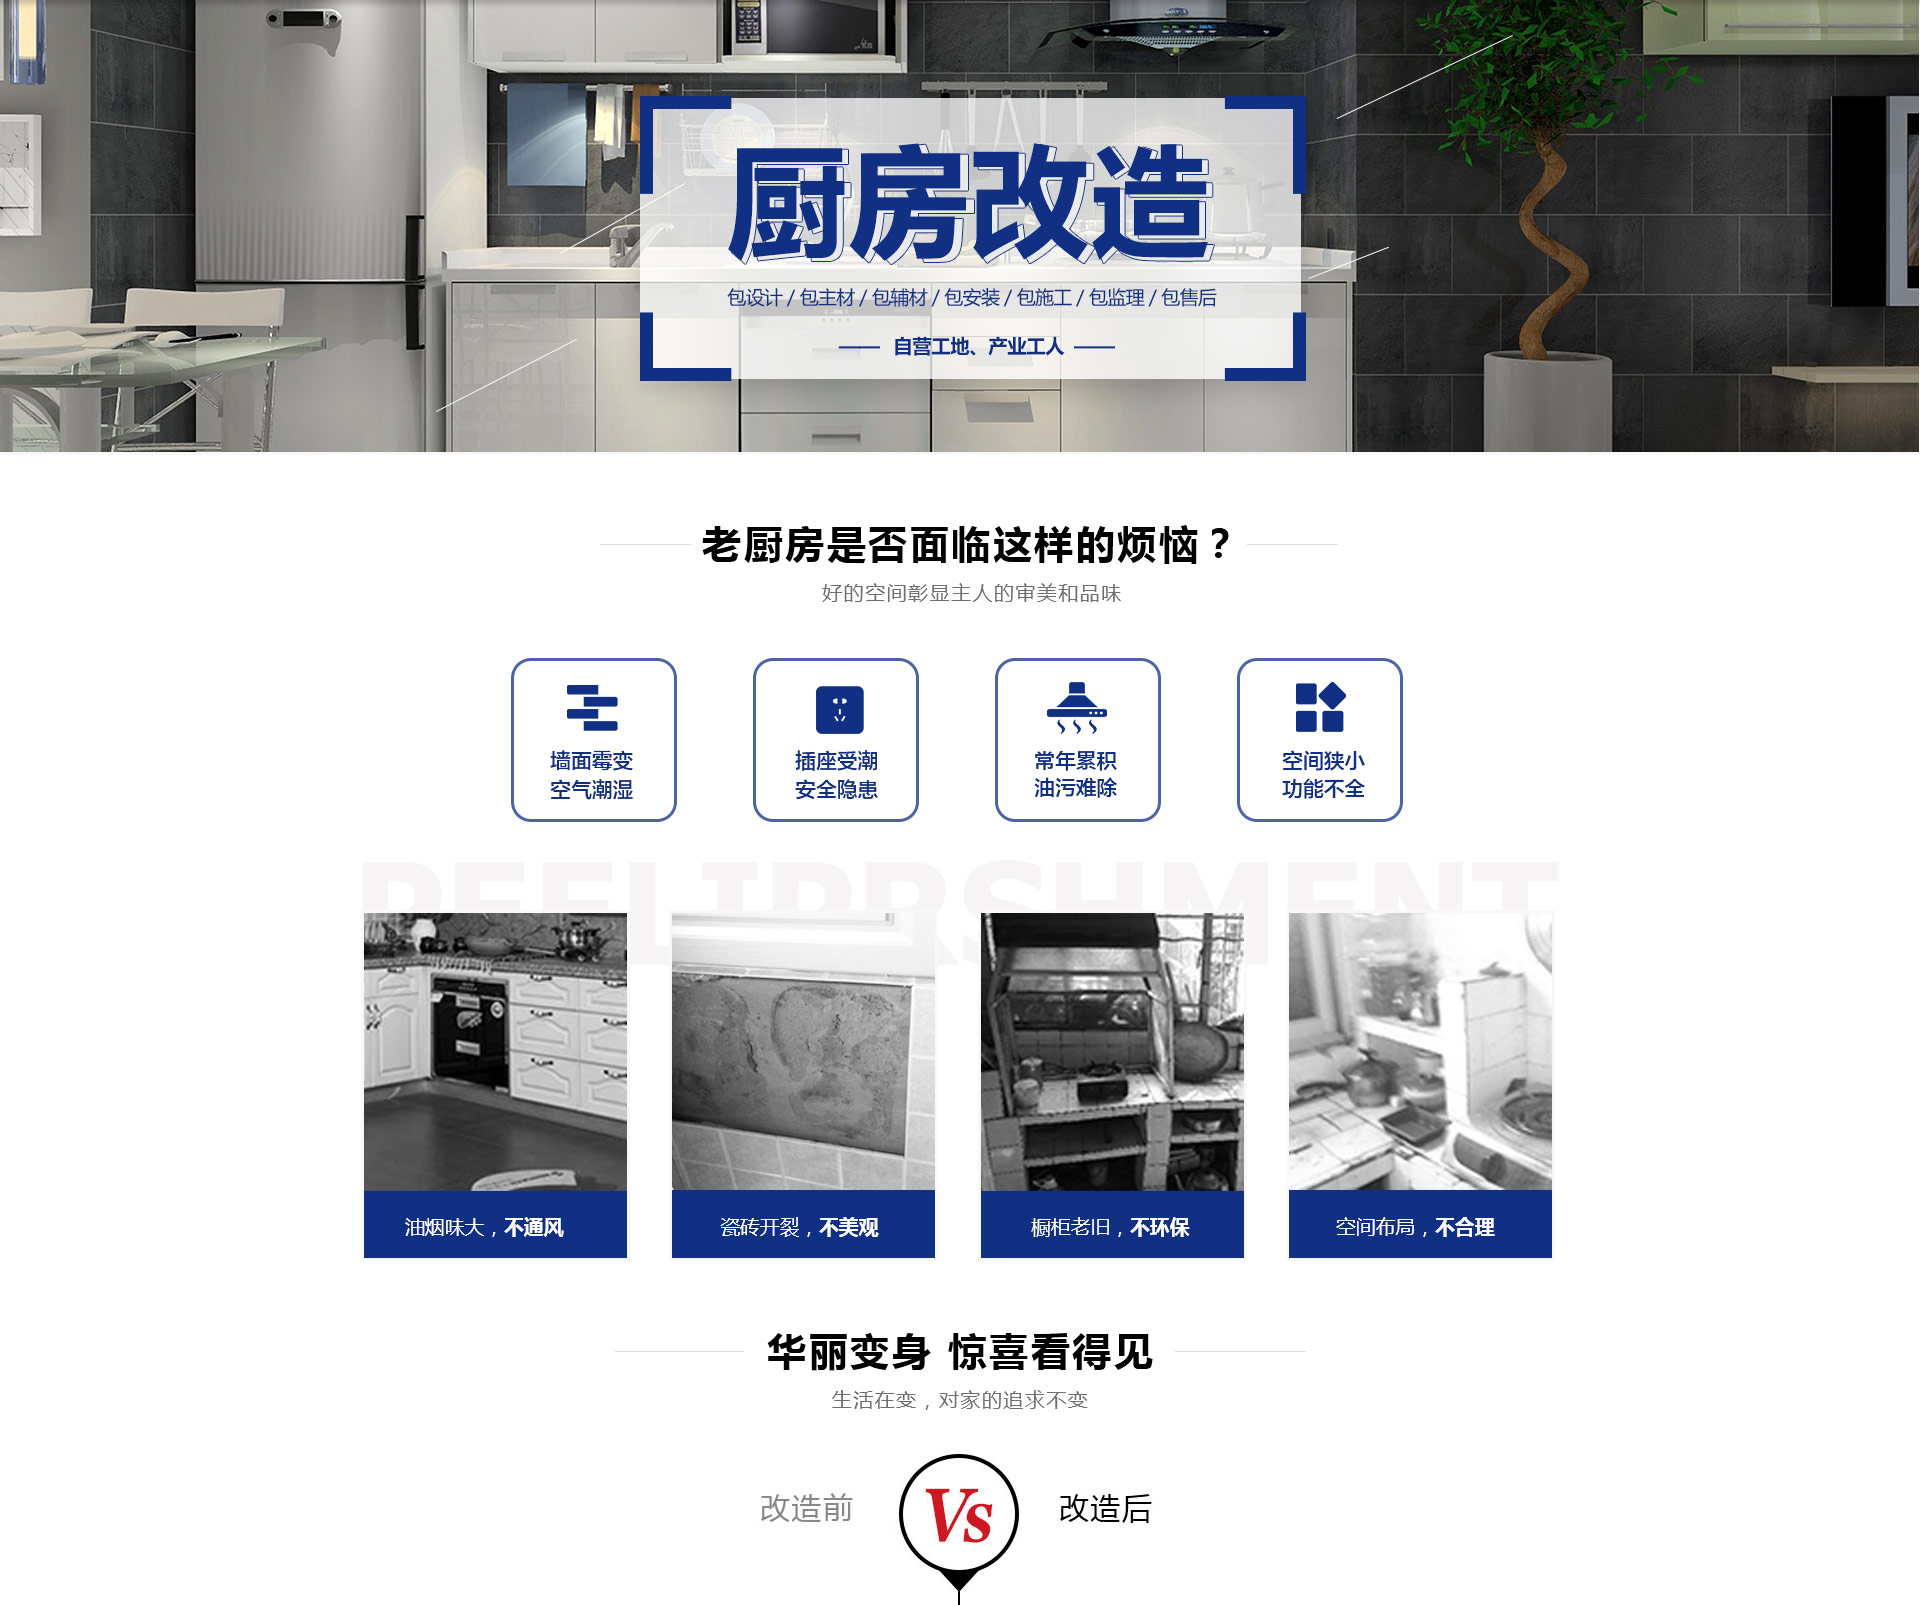 厨房改造
包设计 / 包主材 / 包辅材 / 包安装 / 包施工 / 包监理 / 包售后
自营工地、产业工人
老厨房是否面临这样的烦恼？
好的空间彰显主人的审美和品味
墙面霉变
空气潮湿
插座受潮
安全隐患
常年累积
油污难除
空间狭小
功能不全
油烟味大，不通风
瓷砖开裂，不美观
橱柜老旧，不环保
空间布局，不合理
华丽变身 惊喜看得见
生活在变，对家的追求不变
改造前
Vs
改造后